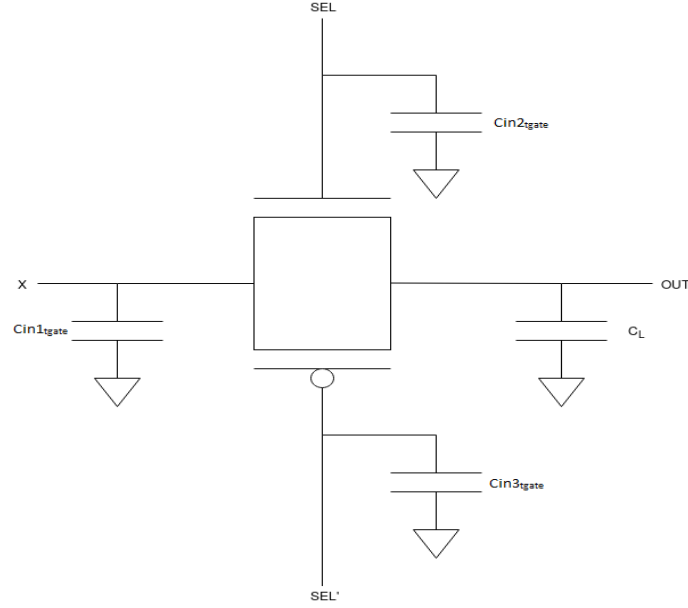 SEL
Cin2tgate
X
OUT
Cin1tgate
CL
Cin3tgate
SEL'